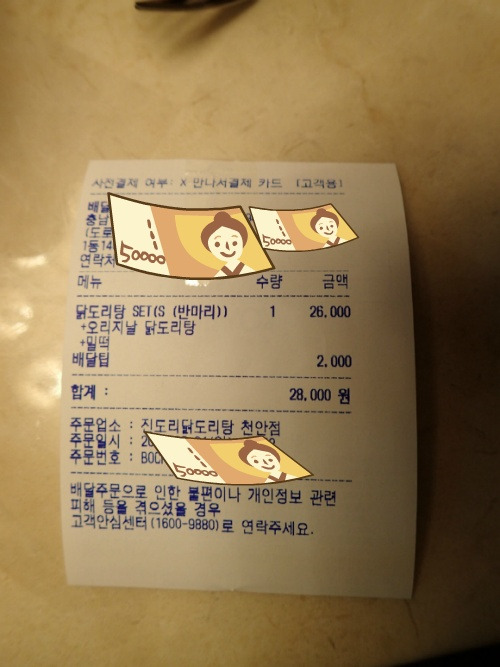 사전결제 여부: X 만나서결제 카드 [고객용]
배달
충남
(도로
1동14
연락처
50000
50000
메뉴 수량 금액
닭도리탕 SET(S (반마리)) 1 26,000
+오리지날 닭도리탕
+밀떡
배달팁 2,000
합계 : 28,000 원
주문업소 : 진도리닭도리탕 천안점
주문일시 : 20
주문번호 :
50000
배달주문으로 인한 불편이나 개인정보 관련
피해 등을 겪으셨을 경우
고객안심센터(1600-9880)로 연락주세요.